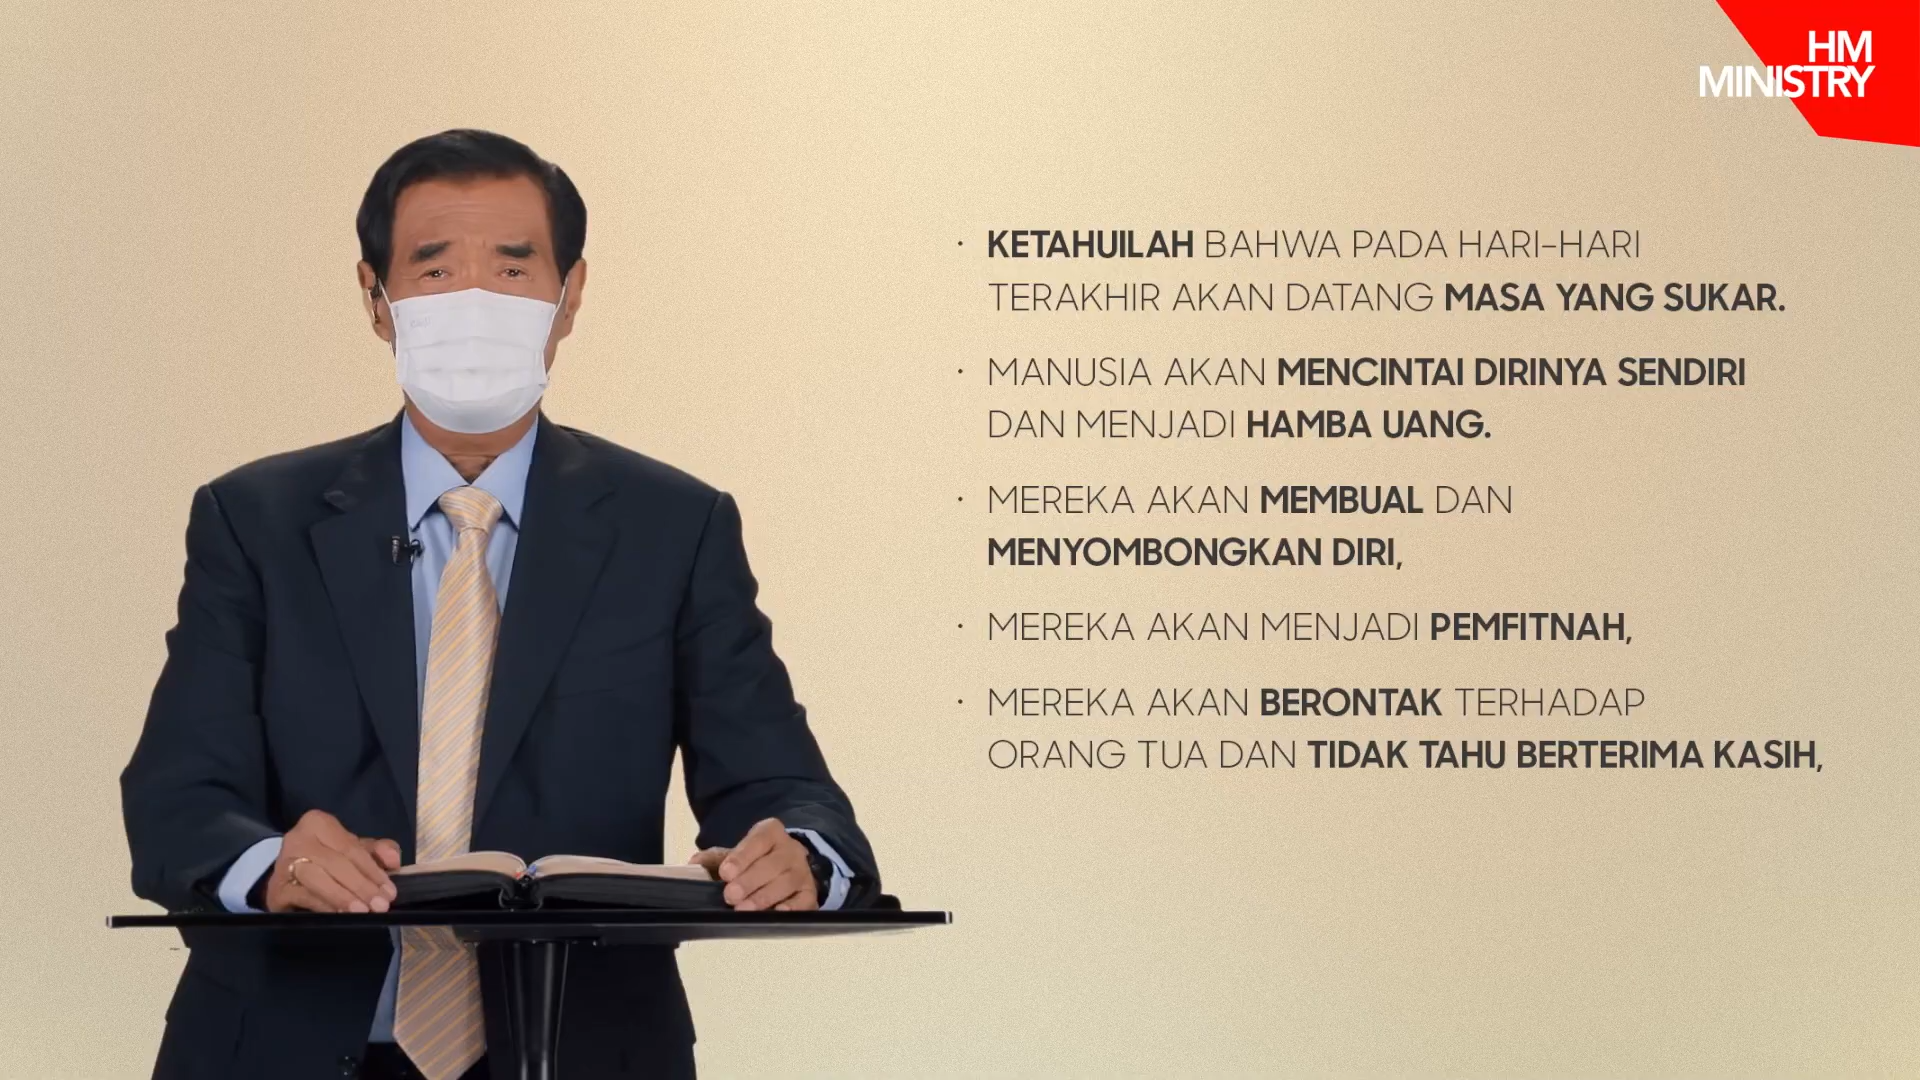 HM
MINISTRY
· KETAHUILAH BAHWA PADA HARI-HARI
TERAKHIR AKAN DATANG MASA YANG SUKAR.
· MANUSIA AKAN MENCINTAI DIRINYA SENDIRI
DAN MENJADI HAMBA UANG.
· MEREKA AKAN MEMBUAL DAN
MENYOMBONGKAN DIRI,
· MEREKA AKAN MENJADI PEMFITNAH,
· MEREKA AKAN BERONTAK TERHADAP
ORANG TUA DAN TIDAK TAHU BERTERIMA KASIH,